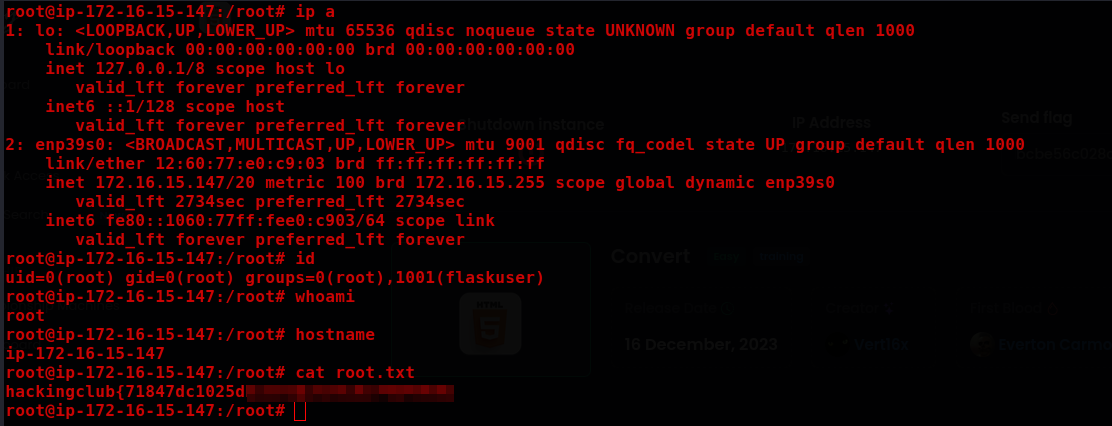 root@ip-172-16-15-147:/root# ip a
1: lo: <LOOPBACK,UP,LOWER_UP> mtu 65536 qdisc noqueue state UNKNOWN group default qlen 1000
    link/loopback 00:00:00:00:00:00 brd 00:00:00:00:00:00
    inet 127.0.0.1/8 scope host lo
       valid_lft forever preferred_lft forever
    inet6 ::1/128 scope host
       valid_lft forever preferred_lft forever
Shutdown instance
IP Address
Send flag
2: enp39s0: <BROADCAST,MULTICAST,UP,LOWER_UP> mtu 9001 qdisc fq_codel state UP group default qlen 1000
    link/ether 12:60:77:e0:c9:03 brd ff:ff:ff:ff:ff:ff
    inet 172.16.15.147/20 metric 100 brd 172.16.15.255 scope global dynamic enp39s0
       valid_lft 2734sec preferred_lft 2734sec
    inet6 fe80::1060:77ff:fee0:c903/64 scope link
       valid_lft forever preferred_lft forever
root@ip-172-16-15-147:/root# id
Convert
uid=0(root) gid=0(root) groups=0(root),1001(flaskuser)
root@ip-172-16-15-147:/root# whoami
root
root@ip-172-16-15-147:/root# hostname
16 December, 2023
ip-172-16-15-147
root@ip-172-16-15-147:/root# cat root.txt
hackingclub{71847dc1025d
root@ip-172-16-15-147:/root#